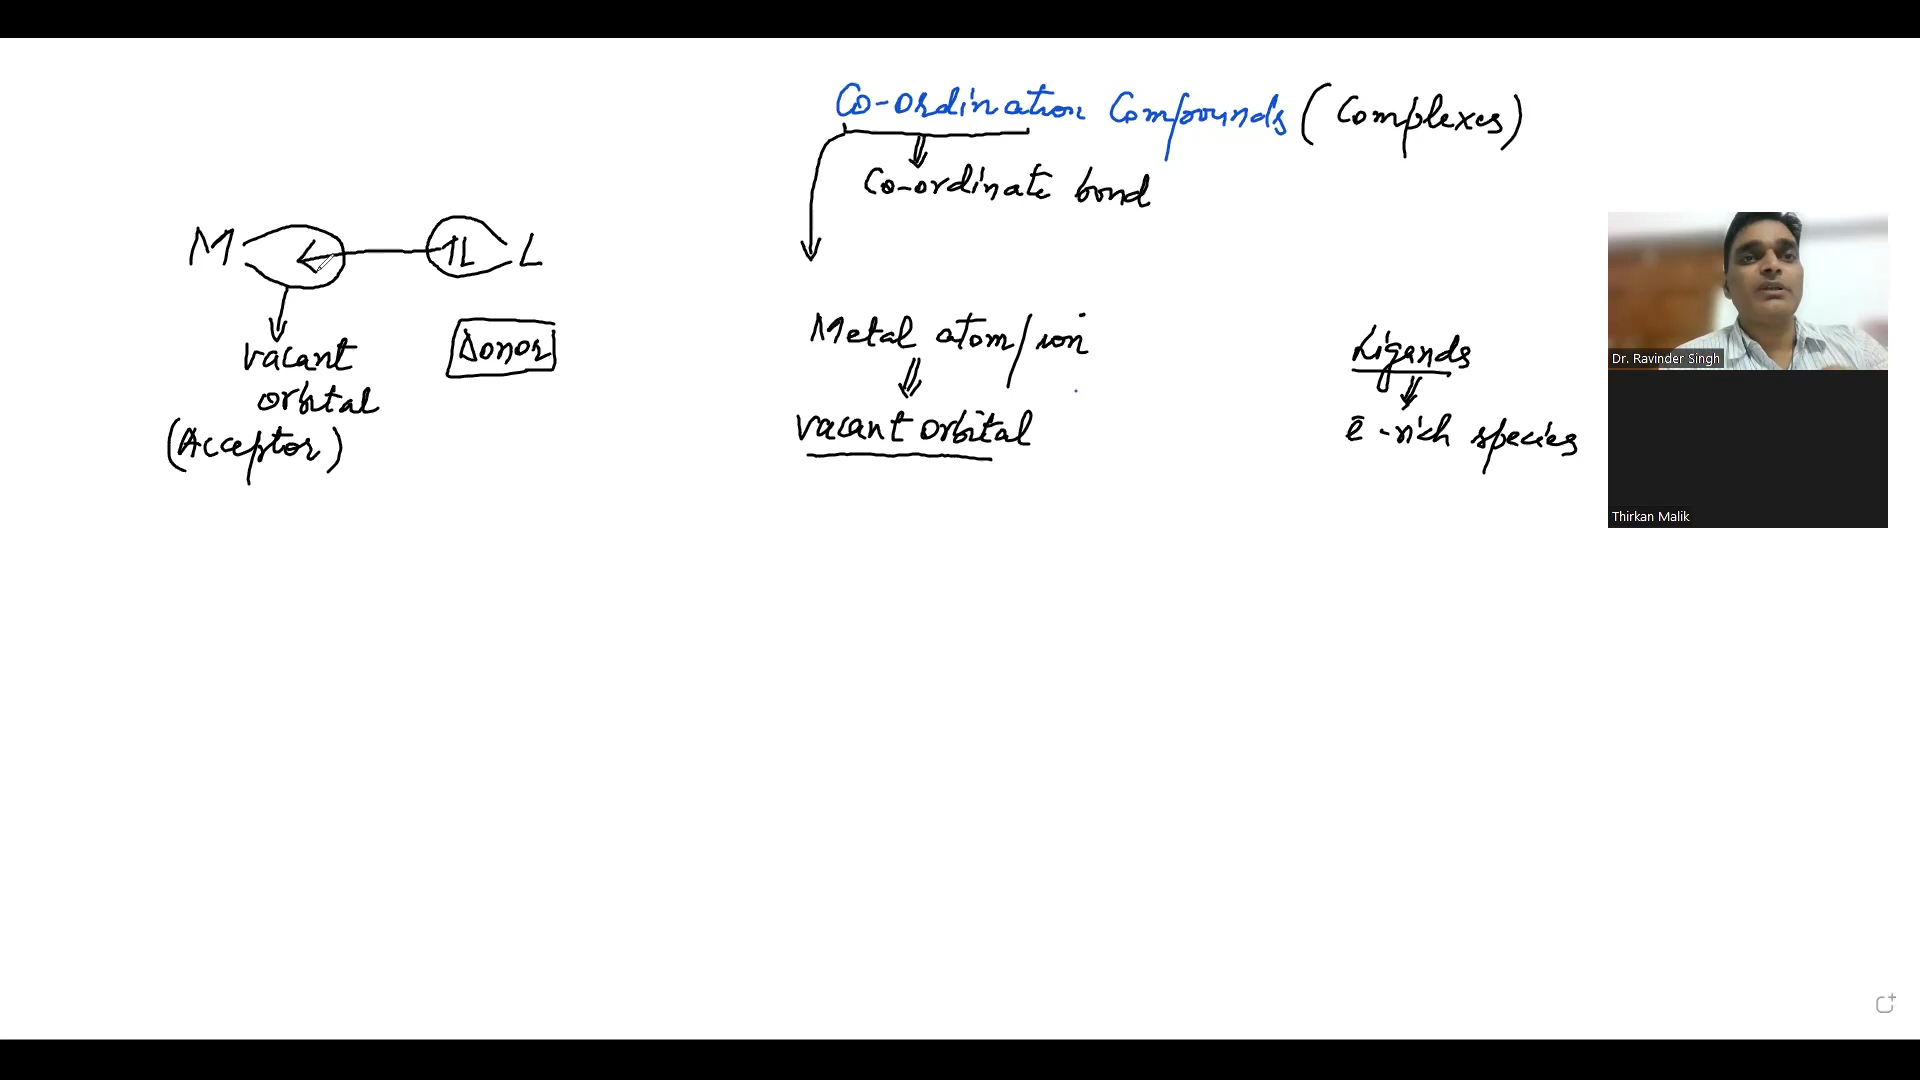 Co-ordination Compounds (Complexes)
Co-ordinate bond
M 1L L
vacant
orbital
(Acceptor)
Donor
Metal atom/ion
vacant orbital
Ligands
ē-rich species
Dr. Ravinder Singh
Thirkan Malik